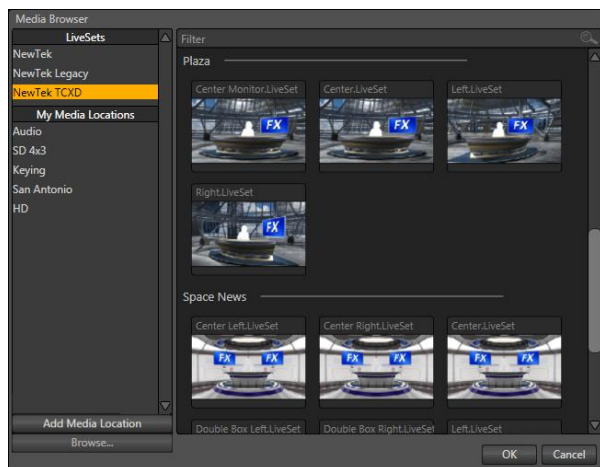 Media Browser
LiveSets
NewTek
NewTek Legacy
NewTek TCXD
My Media Locations
Audio
SD 4x3
Keying
San Antonio
HD
Add Media Location
Browse...
Filter
Plaza
Center Monitor.LiveSet
Center.LiveSet
Left.LiveSet
FX
FX
FX
Right.LiveSet
FX
Space News
Center Left.LiveSet
Center Right.LiveSet
Center.LiveSet
FX FX
FX FX
FX FX
Double Box Left.LiveSet
Double Box Right.LiveSet
Left.LiveSet
OK
Cancel